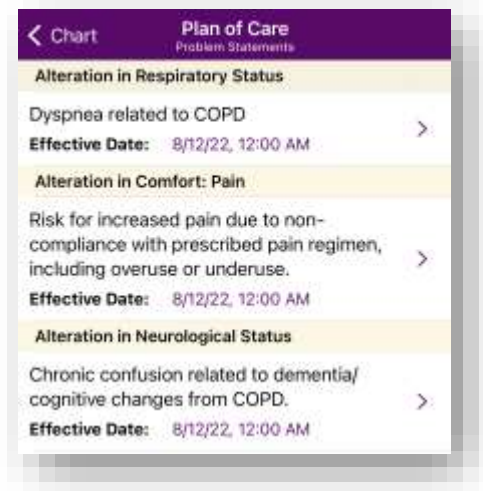 Chart
Plan of Care
Problem Statements
Alteration in Respiratory Status
Dyspnea related to COPD
Effective Date: 8/12/22, 12:00 AM
Alteration in Comfort: Pain
Risk for increased pain due to non-
compliance with prescribed pain regimen,
including overuse or underuse.
Effective Date: 8/12/22, 12:00 AM
Alteration in Neurological Status
Chronic confusion related to dementia/
cognitive changes from COPD.
Effective Date: 8/12/22, 12:00 AM